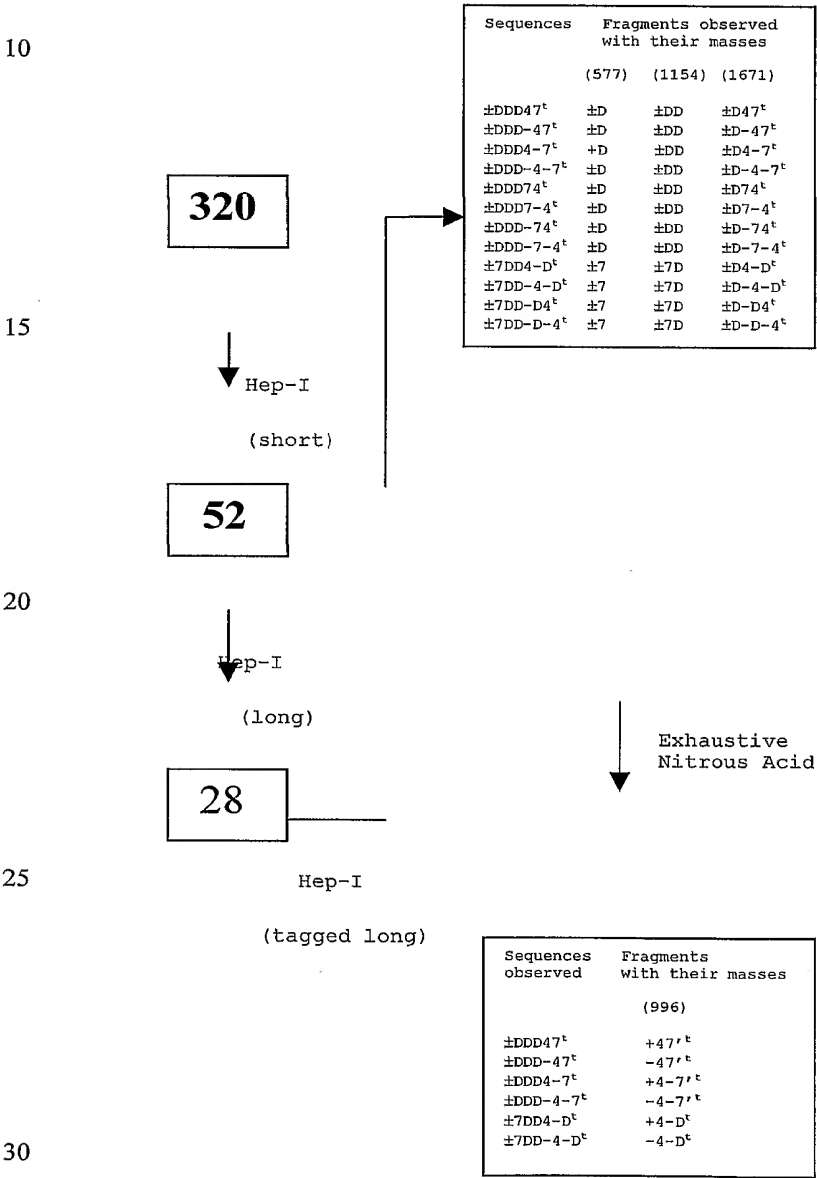 10
Sequences Fragments observed
with their masses
(577) (1154) (1671)
±DDD47ᵗ ±D ±DD ±D47ᵗ
±DDD-47ᵗ ±D ±DD ±D-47ᵗ
±DDD4-7ᵗ +D ±DD ±D4-7ᵗ
±DDD-4-7ᵗ ±D ±DD ±D-4-7ᵗ
±DDD74ᵗ ±D ±DD ±D74ᵗ
±DDD7-4ᵗ ±D ±DD ±D7-4ᵗ
±DDD-74ᵗ ±D ±DD ±D-74ᵗ
±DDD-7-4ᵗ ±D ±DD ±D-7-4ᵗ
±7DD4-Dᵗ ±7 ±7D ±D4-Dᵗ
±7DD-4-Dᵗ ±7 ±7D ±D-4-Dᵗ
±7DD-D4ᵗ ±7 ±7D ±D-D4ᵗ
±7DD-D-4ᵗ ±7 ±7D ±D-D-4ᵗ
320
15
Hep-I
(short)
52
20
Hep-I
(long)
Exhaustive
Nitrous Acid
28
25
Hep-I
(tagged long)
Sequences Fragments
observed with their masses
(996)
±DDD47ᵗ +47'ᵗ
±DDD-47ᵗ -47'ᵗ
±DDD4-7ᵗ +4-7'ᵗ
±DDD-4-7ᵗ -4-7'ᵗ
±7DD4-Dᵗ +4-Dᵗ
±7DD-4-Dᵗ -4-Dᵗ
30